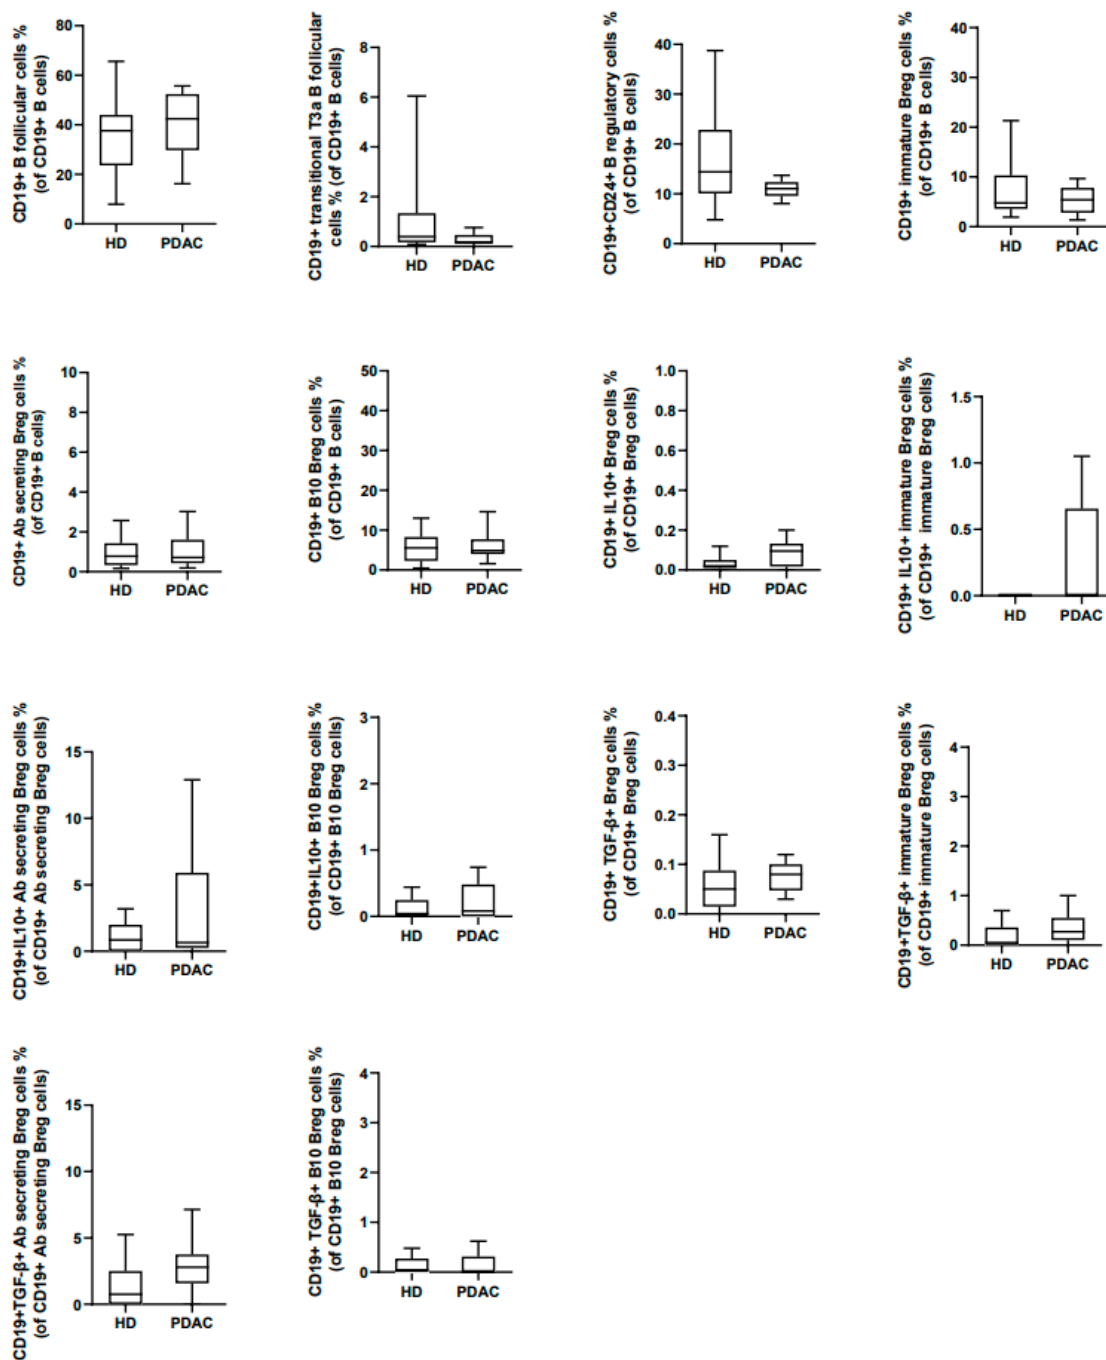 CD19+ B follicular cells %
(of CD19+ B cells)
80
60
40
20
0
HD PDAC
CD19+ transitional T3a B follicular
cells % (of CD19+ B cells)
8
6
4
2
0
HD PDAC
CD19+CD24+ B regulatory cells %
(of CD19+ B cells)
40
30
20
10
0
HD PDAC
CD19+ immature Breg cells %
(of CD19+ B cells)
40
30
20
10
0
HD PDAC
CD19+ Ab secreting Breg cells %
(of CD19+ B cells)
10
8
6
4
2
0
HD PDAC
CD19+ B10 Breg cells %
(of CD19+ B cells)
50
40
30
20
10
0
HD PDAC
CD19+ IL10+ Breg cells %
(of CD19+ Breg cells)
1.0
0.8
0.6
0.4
0.2
0.0
HD PDAC
CD19+ IL10+ immature Breg cells %
(of CD19+ immature Breg cells)
1.5
1.0
0.5
0.0
HD PDAC
CD19+IL10+ Ab secreting Breg cells %
(of CD19+ Ab secreting Breg cells)
15
10
5
0
HD PDAC
CD19+IL10+ B10 Breg cells %
(of CD19+ B10 Breg cells)
3
2
1
0
HD PDAC
CD19+ TGF-β+ Breg cells %
(of CD19+ Breg cells)
0.4
0.3
0.2
0.1
0.0
HD PDAC
CD19+TGF-β+ immature Breg cells %
(of CD19+ immature Breg cells)
4
3
2
1
0
HD PDAC
CD19+TGF-β+ Ab secreting Breg cells %
(of CD19+ Ab secreting Breg cells)
15
10
5
0
HD PDAC
CD19+ TGF-β+ B10 Breg cells %
(of CD19+ B10 Breg cells)
4
3
2
1
0
HD PDAC